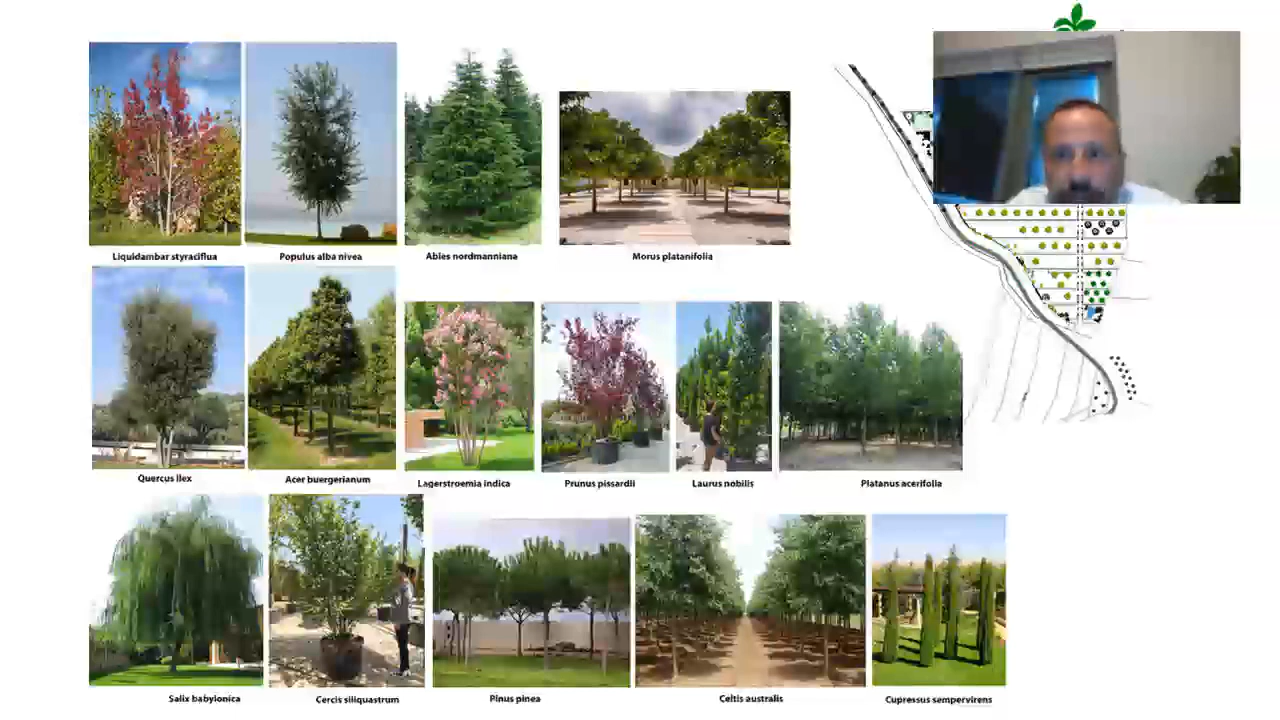 Liquidambar styraciflua
Populus alba nivea
Abies nordmanniana
Morus platanifolia
Quercus ilex
Acer buergerianum
Lagerstroemia indica
Prunus pissardii
Laurus nobilis
Platanus acerifolia
Salix babylonica
Cercis siliquastrum
Pinus pinea
Celtis australis
Cupressus sempervirens